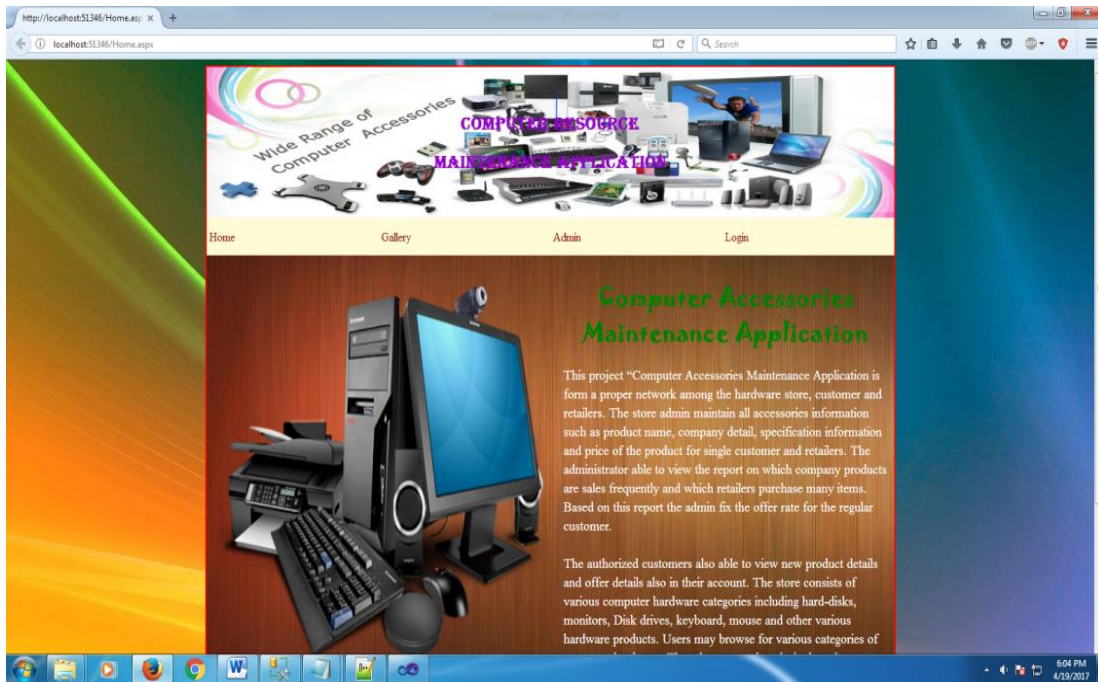 http://localhost:51346/Home.asp
localhost:51346/Home.aspx
Search
Wide Range of
Computer Accessories
COMPUTER RESOURCE
MAINTENANCE APPLICATION
Home Gallery Admin Login
Computer Accessories
Maintenance Application
This project “Computer Accessories Maintenance Application is
form a proper network among the hardware store, customer and
retailers. The store admin maintain all accessories information
such as product name, company detail, specification information
and price of the product for single customer and retailers. The
administrator able to view the report on which company products
are sales frequently and which retailers purchase many items.
Based on this report the admin fix the offer rate for the regular
customer.
The authorized customers also able to view new product details
and offer details also in their account. The store consists of
various computer hardware categories including hard-disks,
monitors, Disk drives, keyboard, mouse and other various
hardware products. Users may browse for various categories of
6:04 PM
4/19/2017